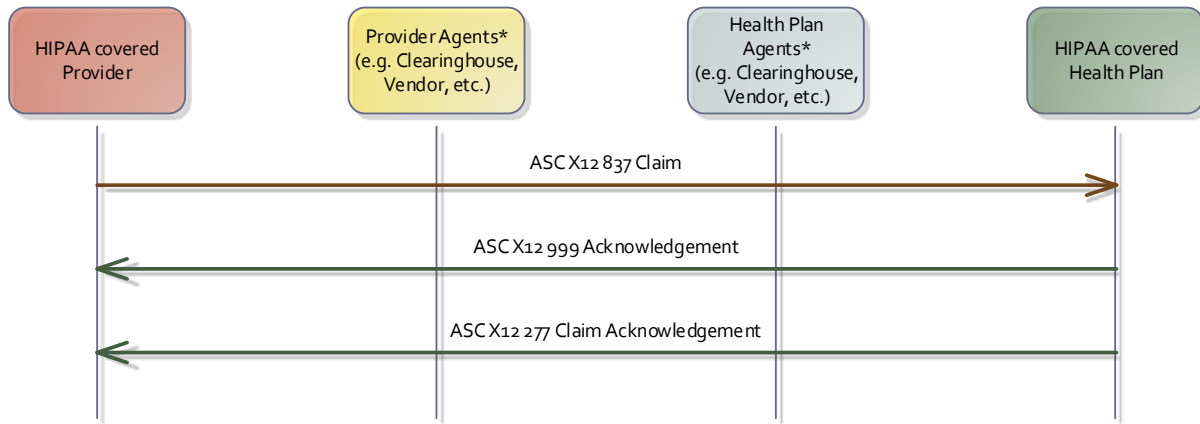 HIPAA covered
Provider
Provider Agents*
(e.g. Clearinghouse,
Vendor, etc.)
Health Plan
Agents*
(e.g. Clearinghouse,
Vendor, etc.)
HIPAA covered
Health Plan
ASC X12 837 Claim
ASC X12 999 Acknowledgement
ASC X12 277 Claim Acknowledgement